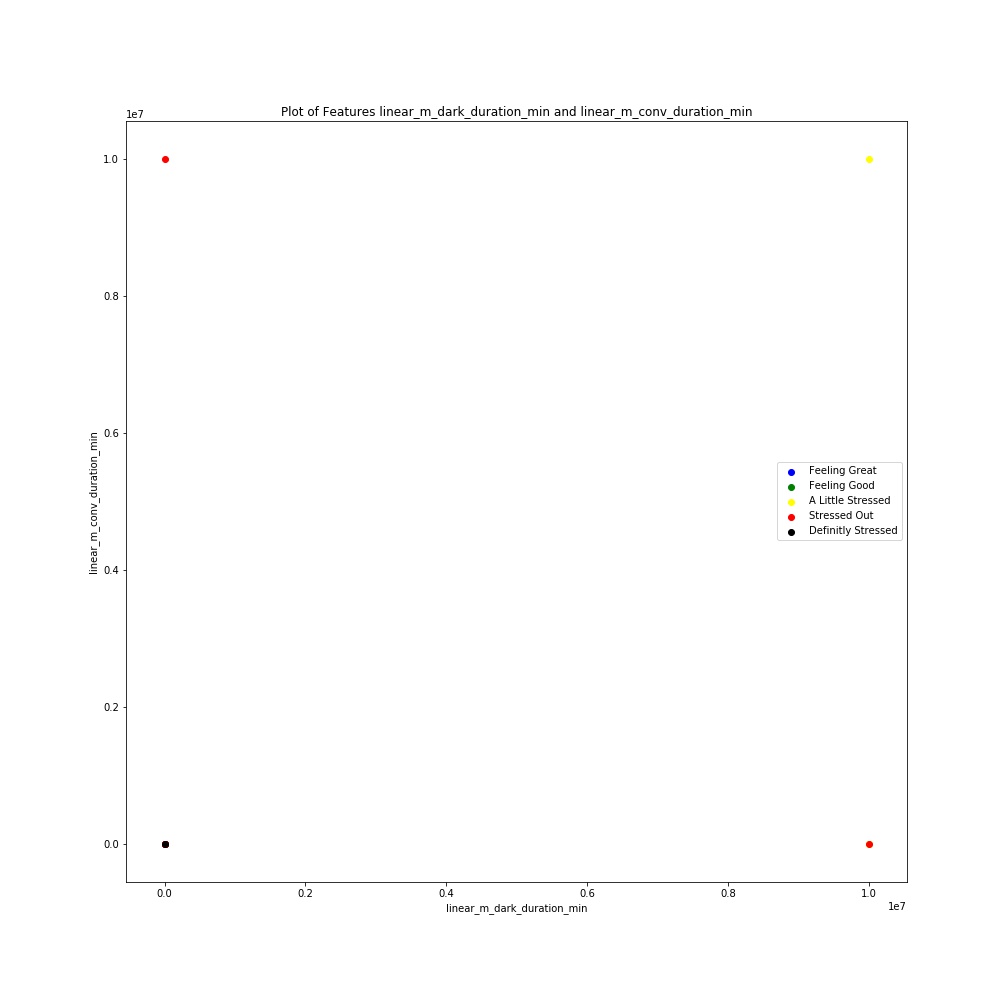 Plot of Features linear_m_dark_duration_min and linear_m_conv_duration_min
1e7
1.0
0.8
0.6
0.4
0.2
0.0
linear_m_conv_duration_min
Feeling Great
Feeling Good
A Little Stressed
Stressed Out
Definitly Stressed
0.0 0.2 0.4 0.6 0.8 1.0
1e7
linear_m_dark_duration_min